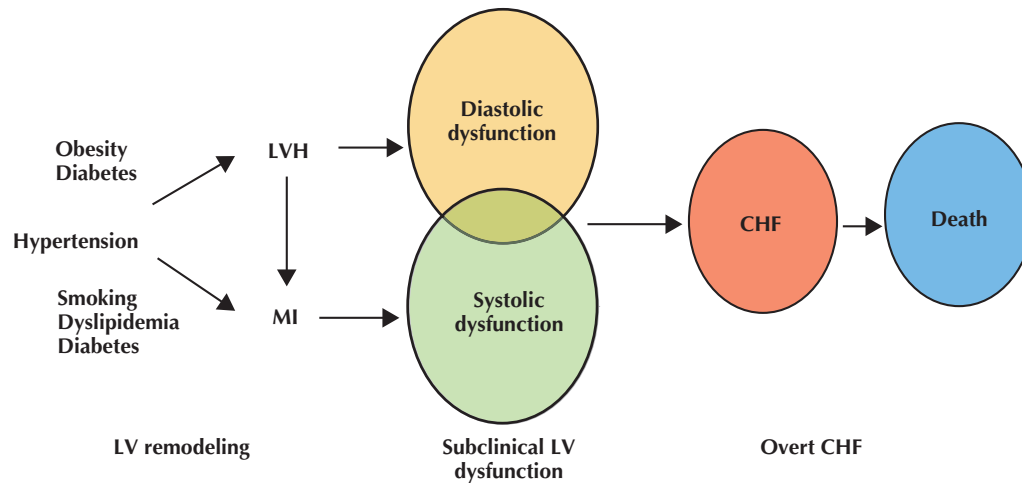 Obesity
Diabetes
Hypertension
Smoking
Dyslipidemia
Diabetes
LVH
MI
Diastolic
dysfunction
Systolic
dysfunction
CHF
Death
LV remodeling
Subclinical LV
dysfunction
Overt CHF